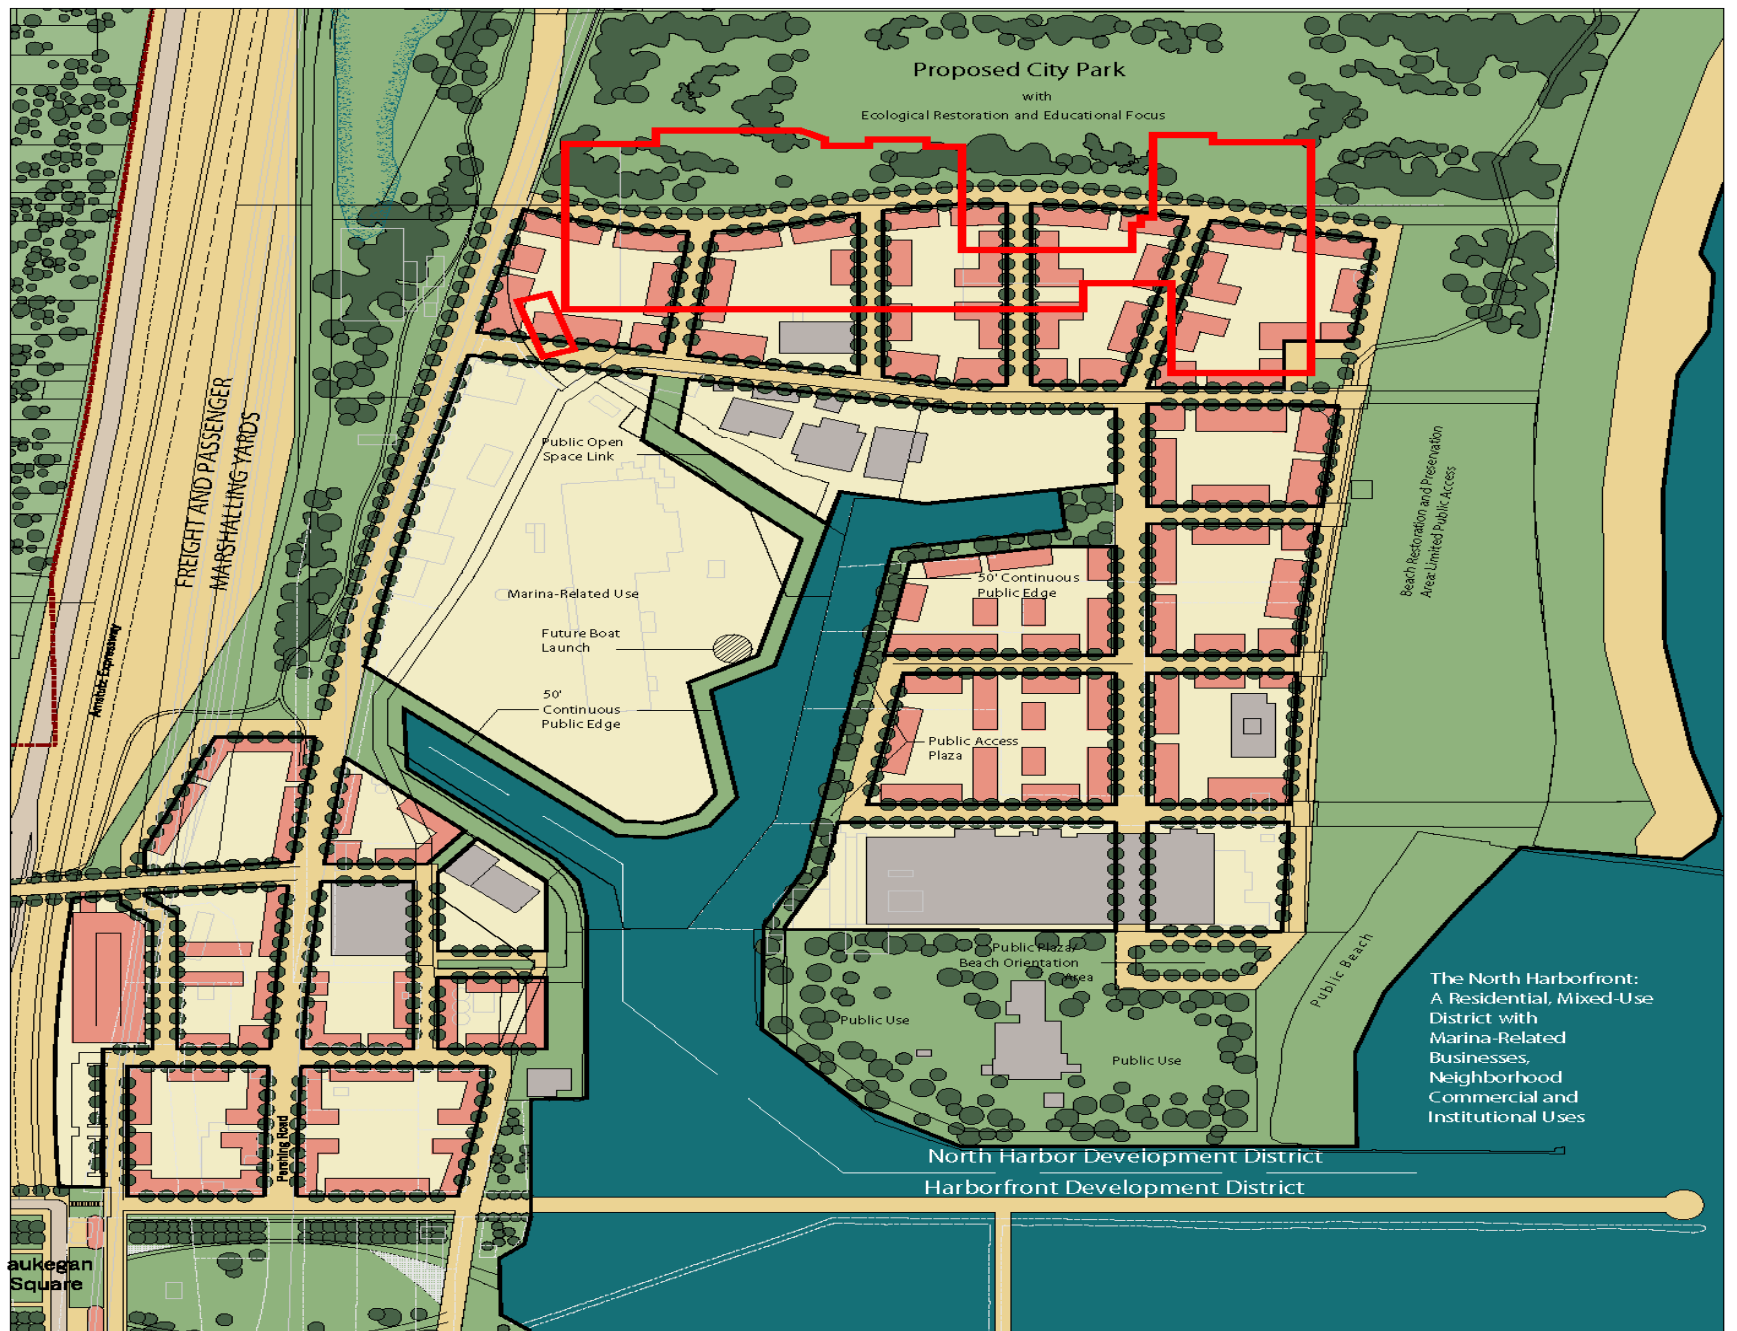 Proposed City Park
with
Ecological Restoration and Educational Focus
FREIGHT AND PASSENGER
MARSHALLING YARDS
Amstutz Expressway
Public Open
Space Link
Marina-Related Use
Future Boat
Launch
50'
Continuous
Public Edge
50' Continuous
Public Edge
Public Access
Plaza
Beach Restoration and Preservation
Area: Limited Public Access
Public Plaza/
Beach Orientation
Area
Public Use
Public Use
Public Beach
The North Harborfront:
A Residential, Mixed-Use
District with
Marina-Related
Businesses,
Neighborhood
Commercial and
Institutional Uses
Pershing Road
North Harbor Development District
Harborfront Development District
aukegan
Square